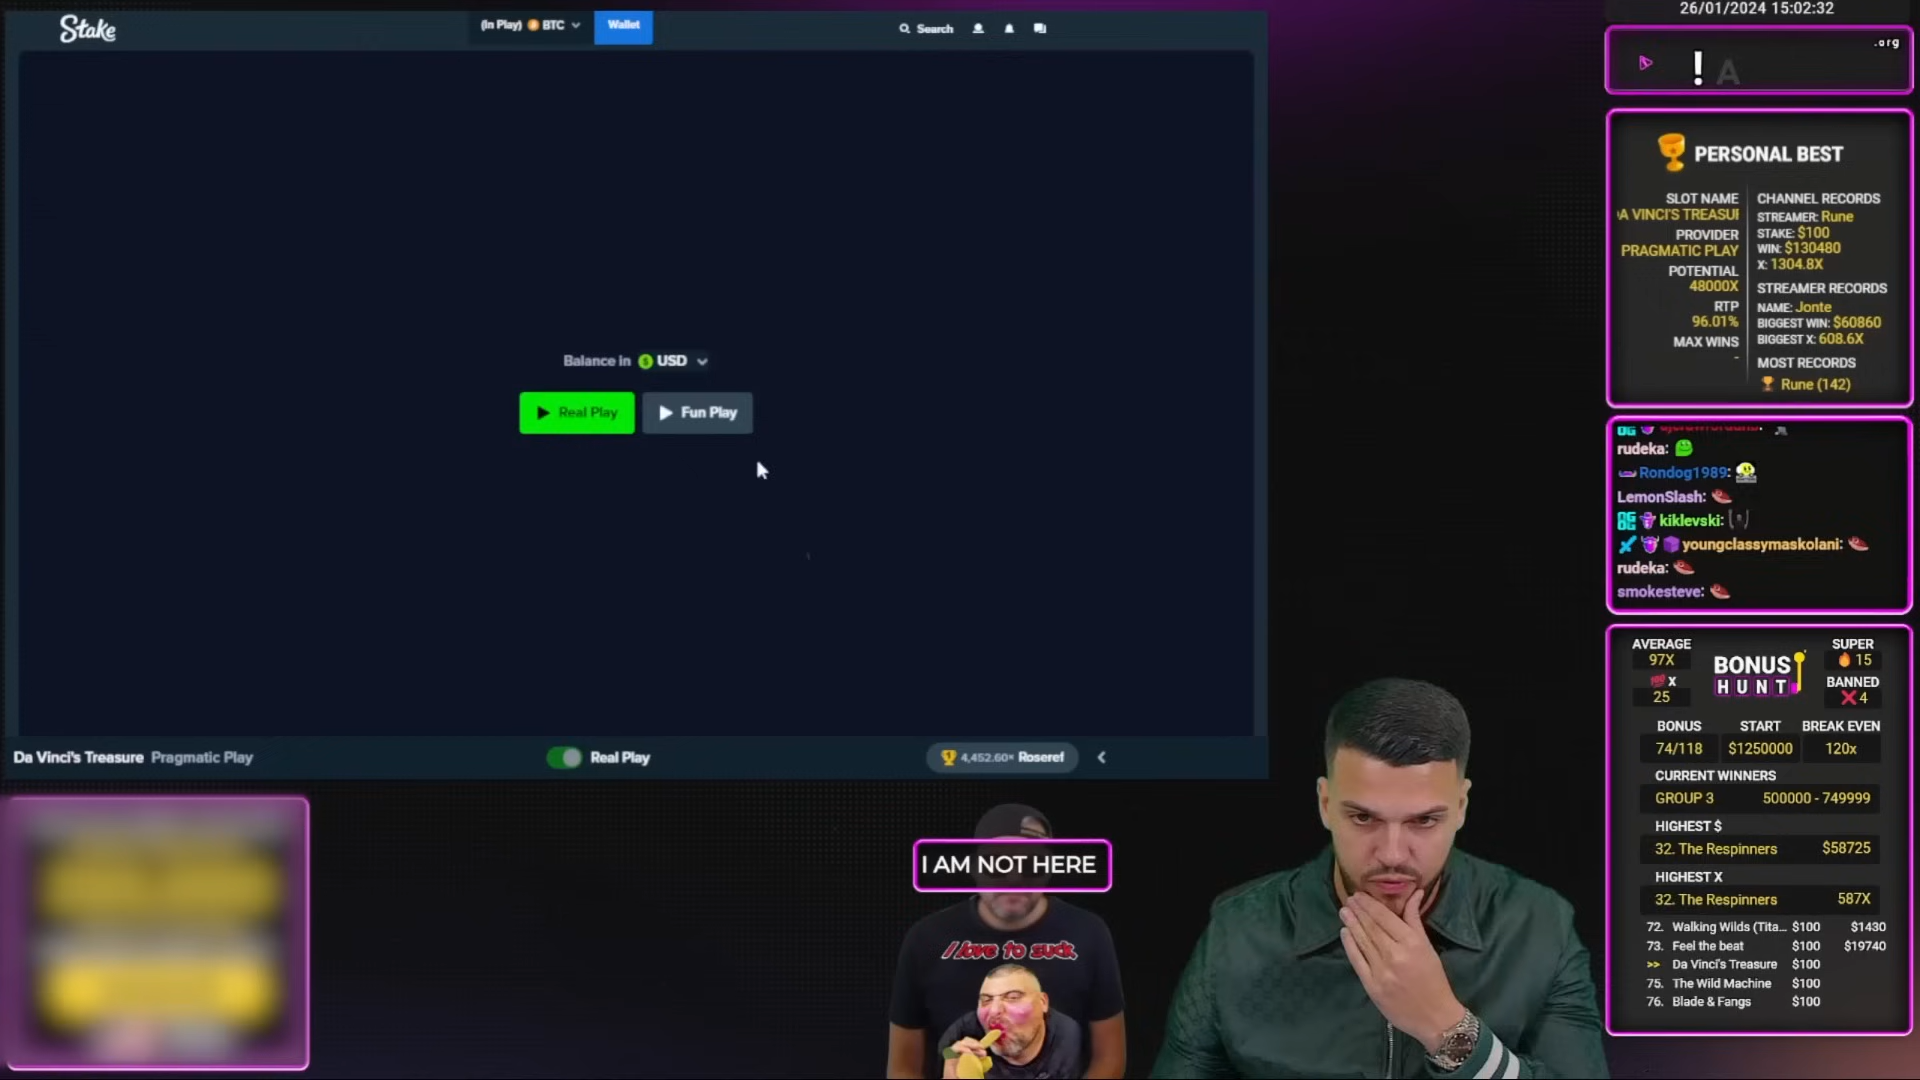 Stake
(In Play) BTC
Wallet
Search
26/01/2024 15:02:32
.org
! A
PERSONAL BEST
SLOT NAME
PROVIDER
PRAGMATIC PLAY
POTENTIAL
48000X
RTP
96.01%
MAX WINS
-
CHANNEL RECORDS
STREAMER: Rune
STAKE: $100
WIN: $130480
X: 1304.8X
STREAMER RECORDS
NAME: Jonte
BIGGEST WIN: $60860
BIGGEST X: 608.6X
MOST RECORDS
Rune (142)
Balance in USD
Real Play
Fun Play
rudeka:
Rondog1989:
LemonSlash:
kiklevski:
youngclassymaskolani:
rudeka:
smokesteve:
AVERAGE
97X
100 X
25
BONUS
HUNT
SUPER
15
BANNED
4
BONUS START BREAK EVEN
74/118 $1250000 120x
CURRENT WINNERS
GROUP 3 500000 - 749999
HIGHEST $
32. The Respinners $58725
HIGHEST X
32. The Respinners 587X
72. Walking Wilds (Tita... $100 $1430
73. Feel the beat $100 $19740
>> Da Vinci's Treasure $100
75. The Wild Machine $100
76. Blade & Fangs $100
Da Vinci's Treasure Pragmatic Play
Real Play
4,452.60× Roseref
I AM NOT HERE
I love to suck